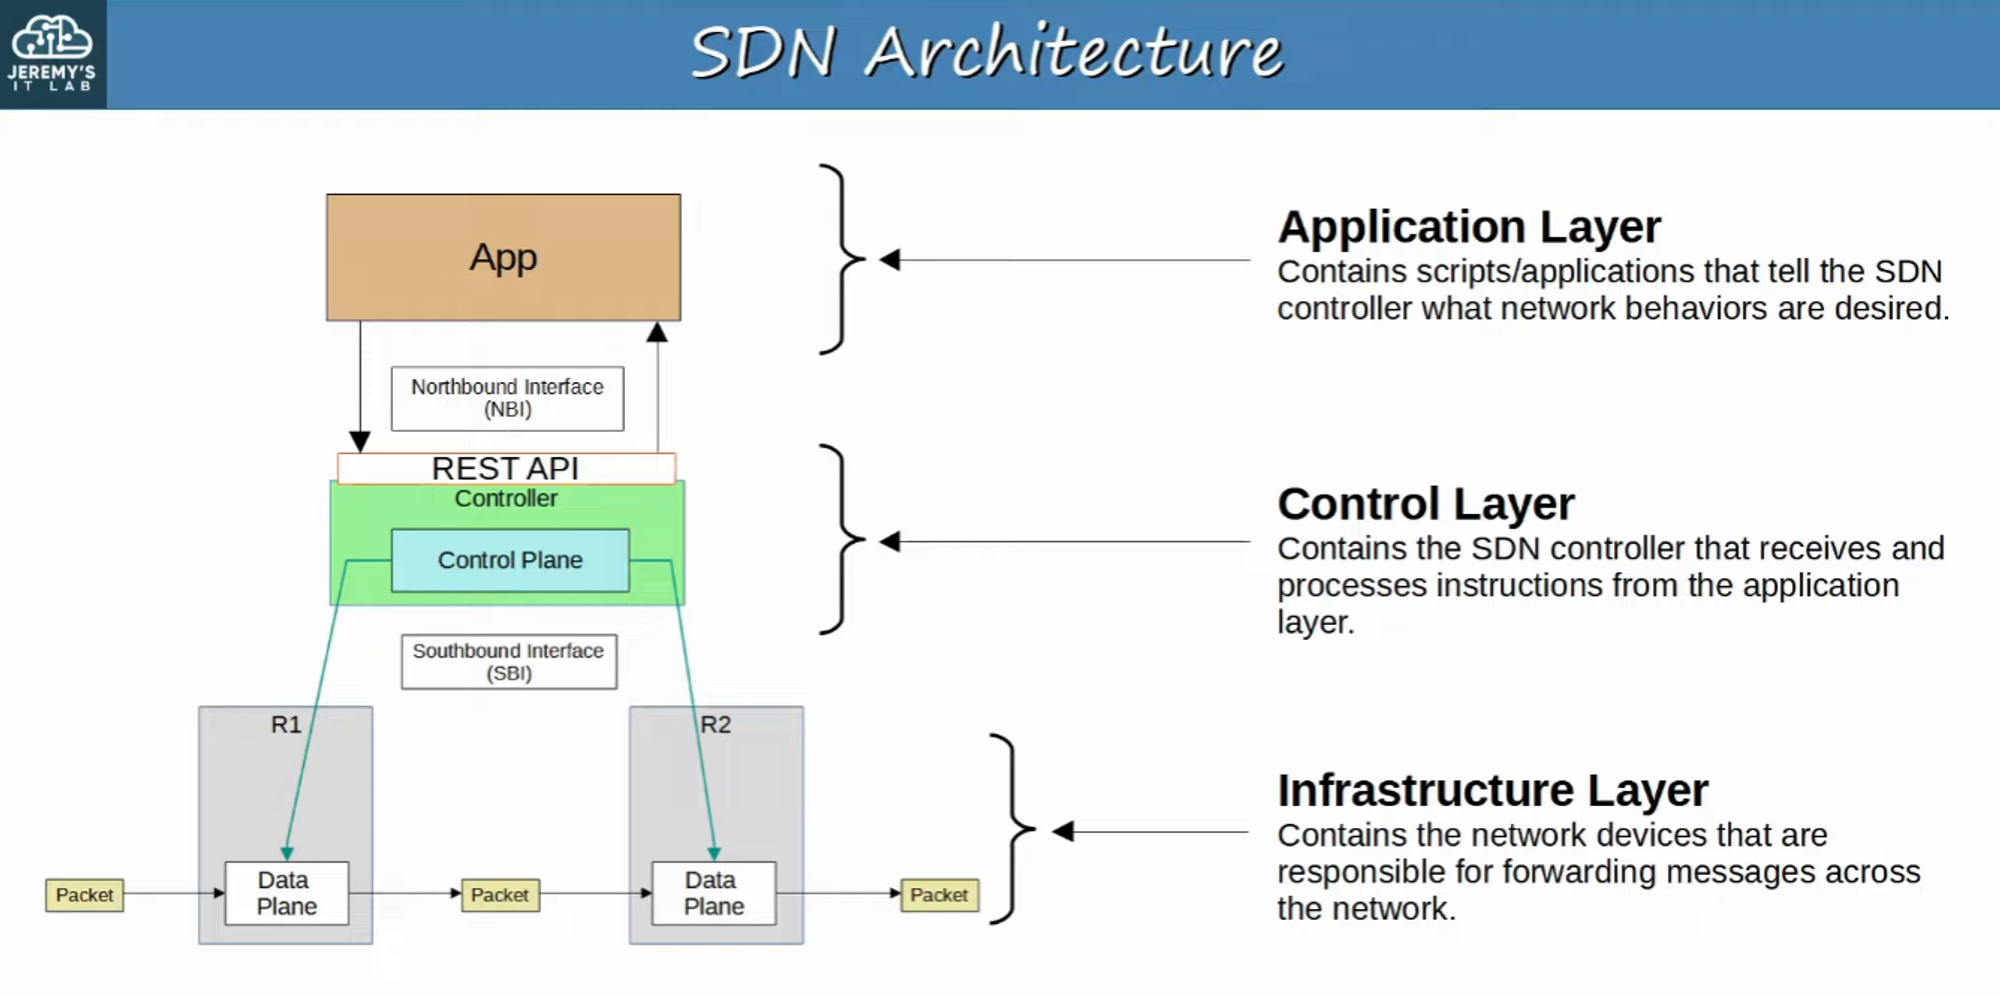 JEREMY'S
IT LAB
SDN Architecture
App
Northbound Interface
(NBI)
REST API
Controller
Control Plane
Southbound Interface
(SBI)
R1
R2
Packet
Data
Plane
Packet
Data
Plane
Packet
Application Layer
Contains scripts/applications that tell the SDN
controller what network behaviors are desired.
Control Layer
Contains the SDN controller that receives and
processes instructions from the application
layer.
Infrastructure Layer
Contains the network devices that are
responsible for forwarding messages across
the network.